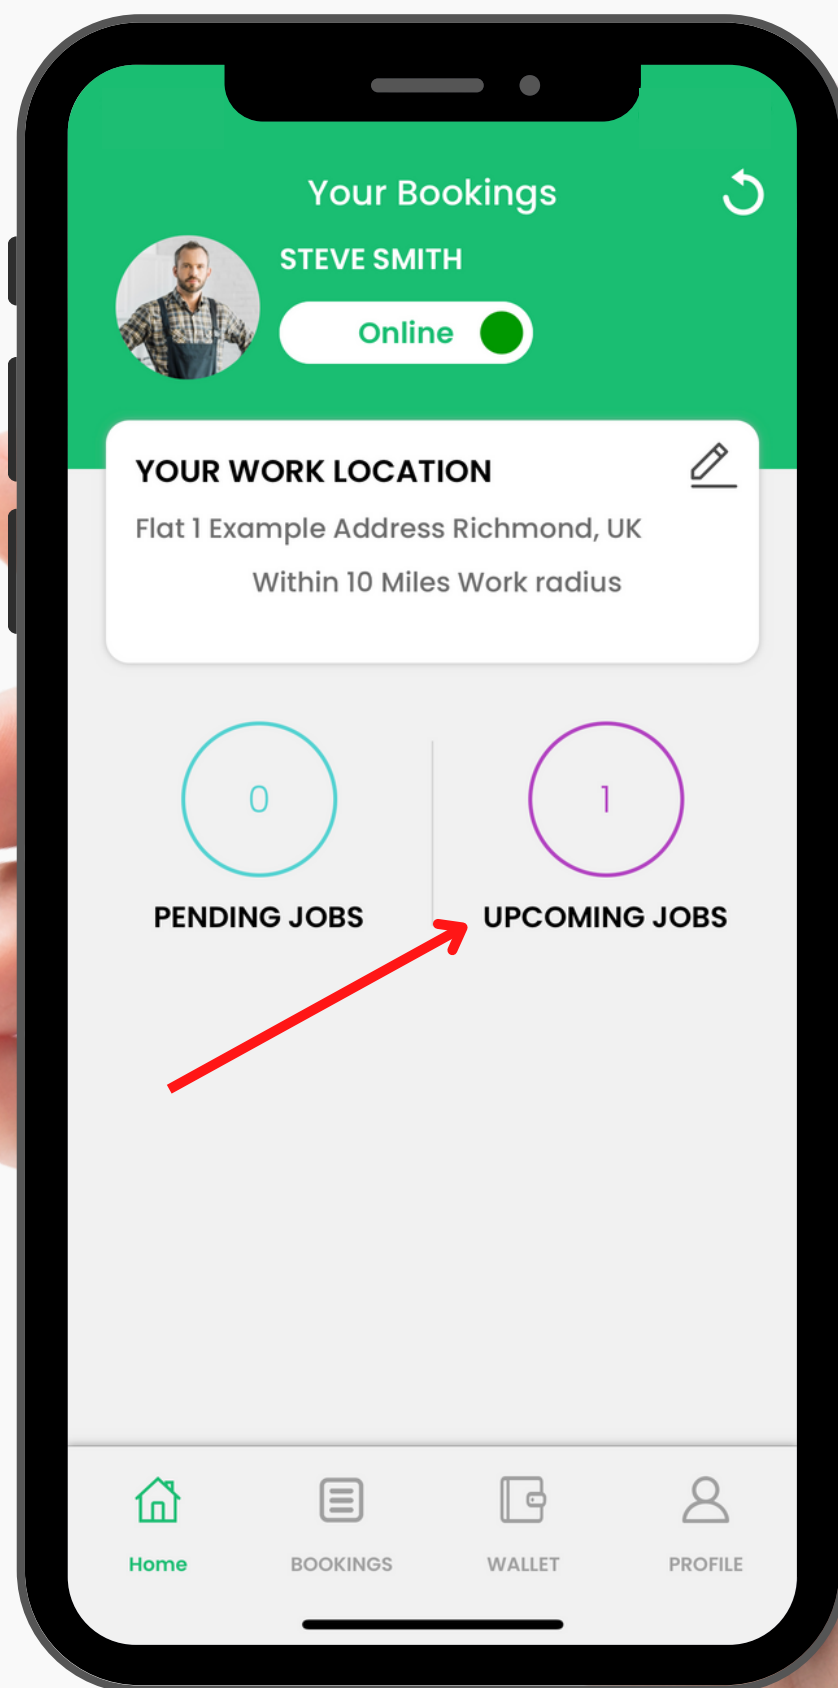 Your Bookings
STEVE SMITH
Online
YOUR WORK LOCATION
Flat 1 Example Address Richmond, UK
Within 10 Miles Work radius
0
1
PENDING JOBS
UPCOMING JOBS
Home
BOOKINGS
WALLET
PROFILE